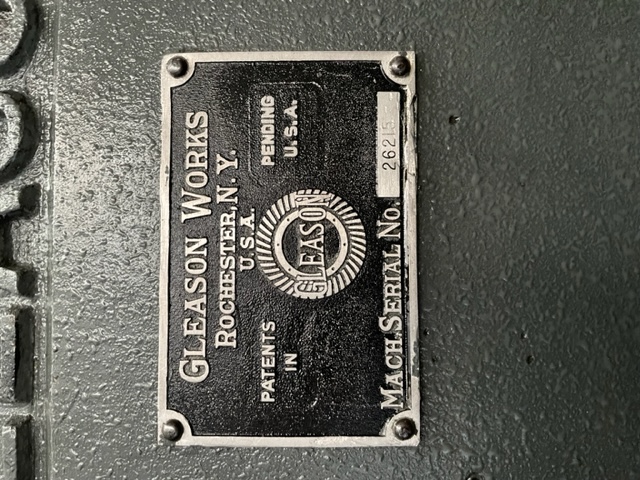 GLEASON WORKS
ROCHESTER, N.Y.
U.S.A.
PATENTS PENDING
IN U.S.A.
GLEASON
MACH. SERIAL NO. 26215